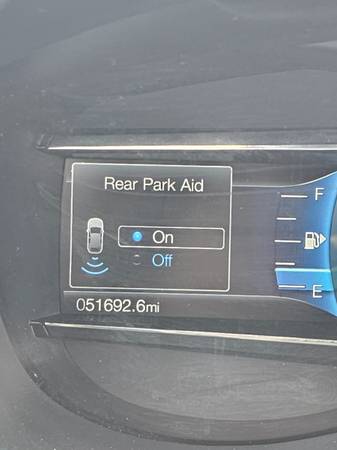 Rear Park Aid
On
Off
051692.6mi
F
E